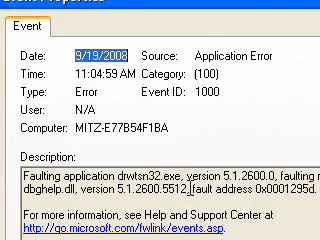 Event
Date: 9/19/2008 Source: Application Error
Time: 11:04:59 AM Category: (100)
Type: Error Event ID: 1000
User: N/A
Computer: MITZ-E77B54F1BA
Description:
Faulting application drwtsn32.exe, version 5.1.2600.0, faulting
dbghelp.dll, version 5.1.2600.5512, fault address 0x0001295d.
For more information, see Help and Support Center at
http://go.microsoft.com/fwlink/events.asp.